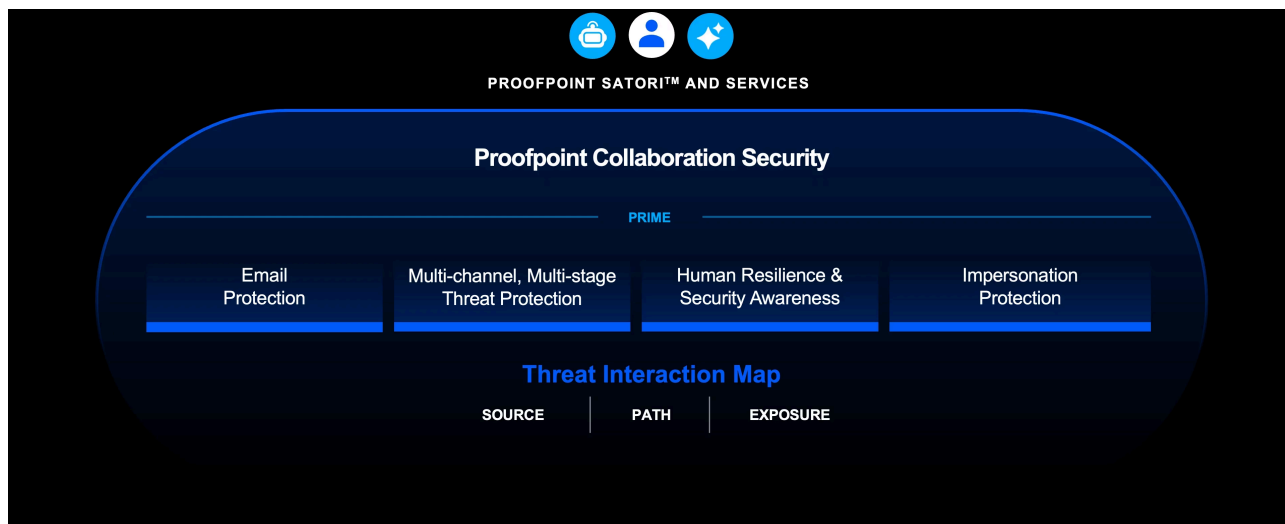 PROOFPOINT SATORI™ AND SERVICES
Proofpoint Collaboration Security
PRIME
Email
Protection
Multi-channel, Multi-stage
Threat Protection
Human Resilience &
Security Awareness
Impersonation
Protection
Threat Interaction Map
SOURCE
PATH
EXPOSURE